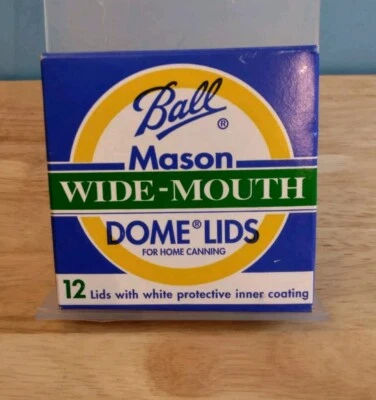 Ball®
Mason
WIDE-MOUTH
DOME® LIDS
FOR HOME CANNING
12 Lids with white protective inner coating